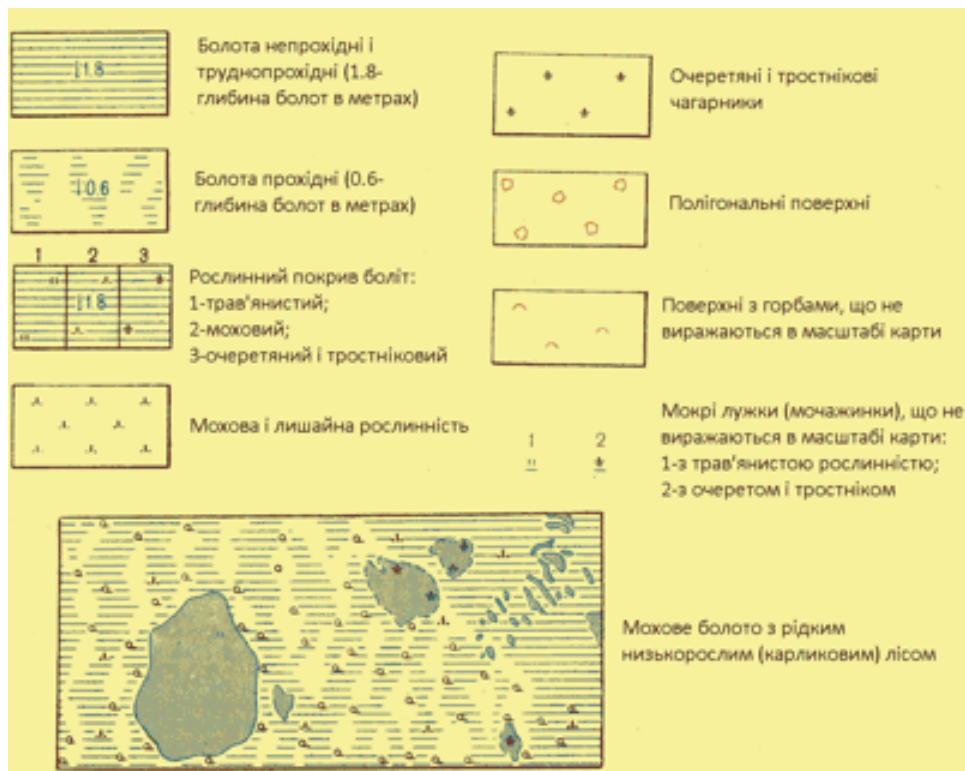 Болота непрохідні і
труднопрохідні (1.8-
глибина болот в метрах)
1.8
Болота прохідні (0.6-
глибина болот в метрах)
0.6
1 2 3
1.8
Рослинний покрив боліт:
1-трав'янистий;
2-моховий;
3-очеретяний і тростніковий
Мохова і лишайна рослинність
Очеретяні і тростнікові
чагарники
Полігональні поверхні
Поверхні з горбами, що не
виражаються в масштабі карти
1 2
Мокрі лужки (мочажинки), що не
виражаються в масштабі карти:
1-з трав'янистою рослинністю;
2-з очеретом і тростніком
Мохове болото з рідким
низькорослим (карликовим) лісом